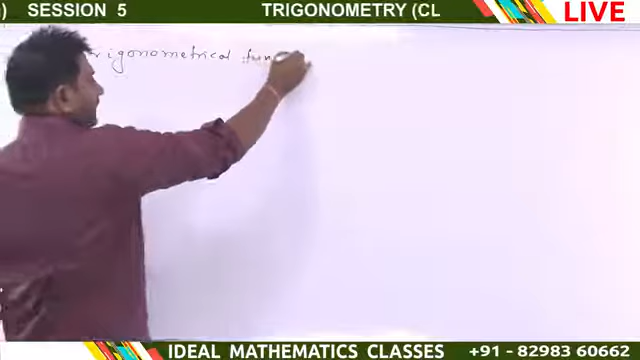 SESSION 5 TRIGONOMETRY (CL LIVE
rigonometrical fun
IDEAL MATHEMATICS CLASSES +91 - 82983 60662